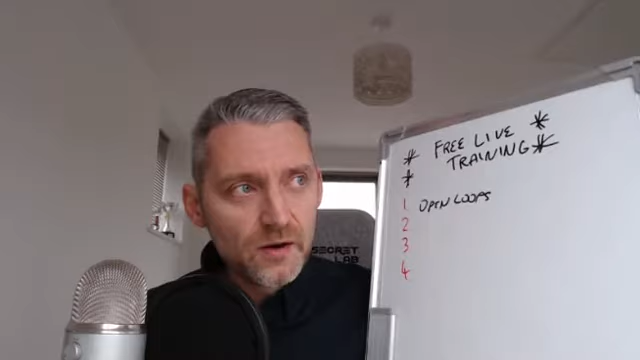 * FREE LIVE *
* TRAINING *
1 OPEN LOOPS
2
3
4
SECRET
LAB